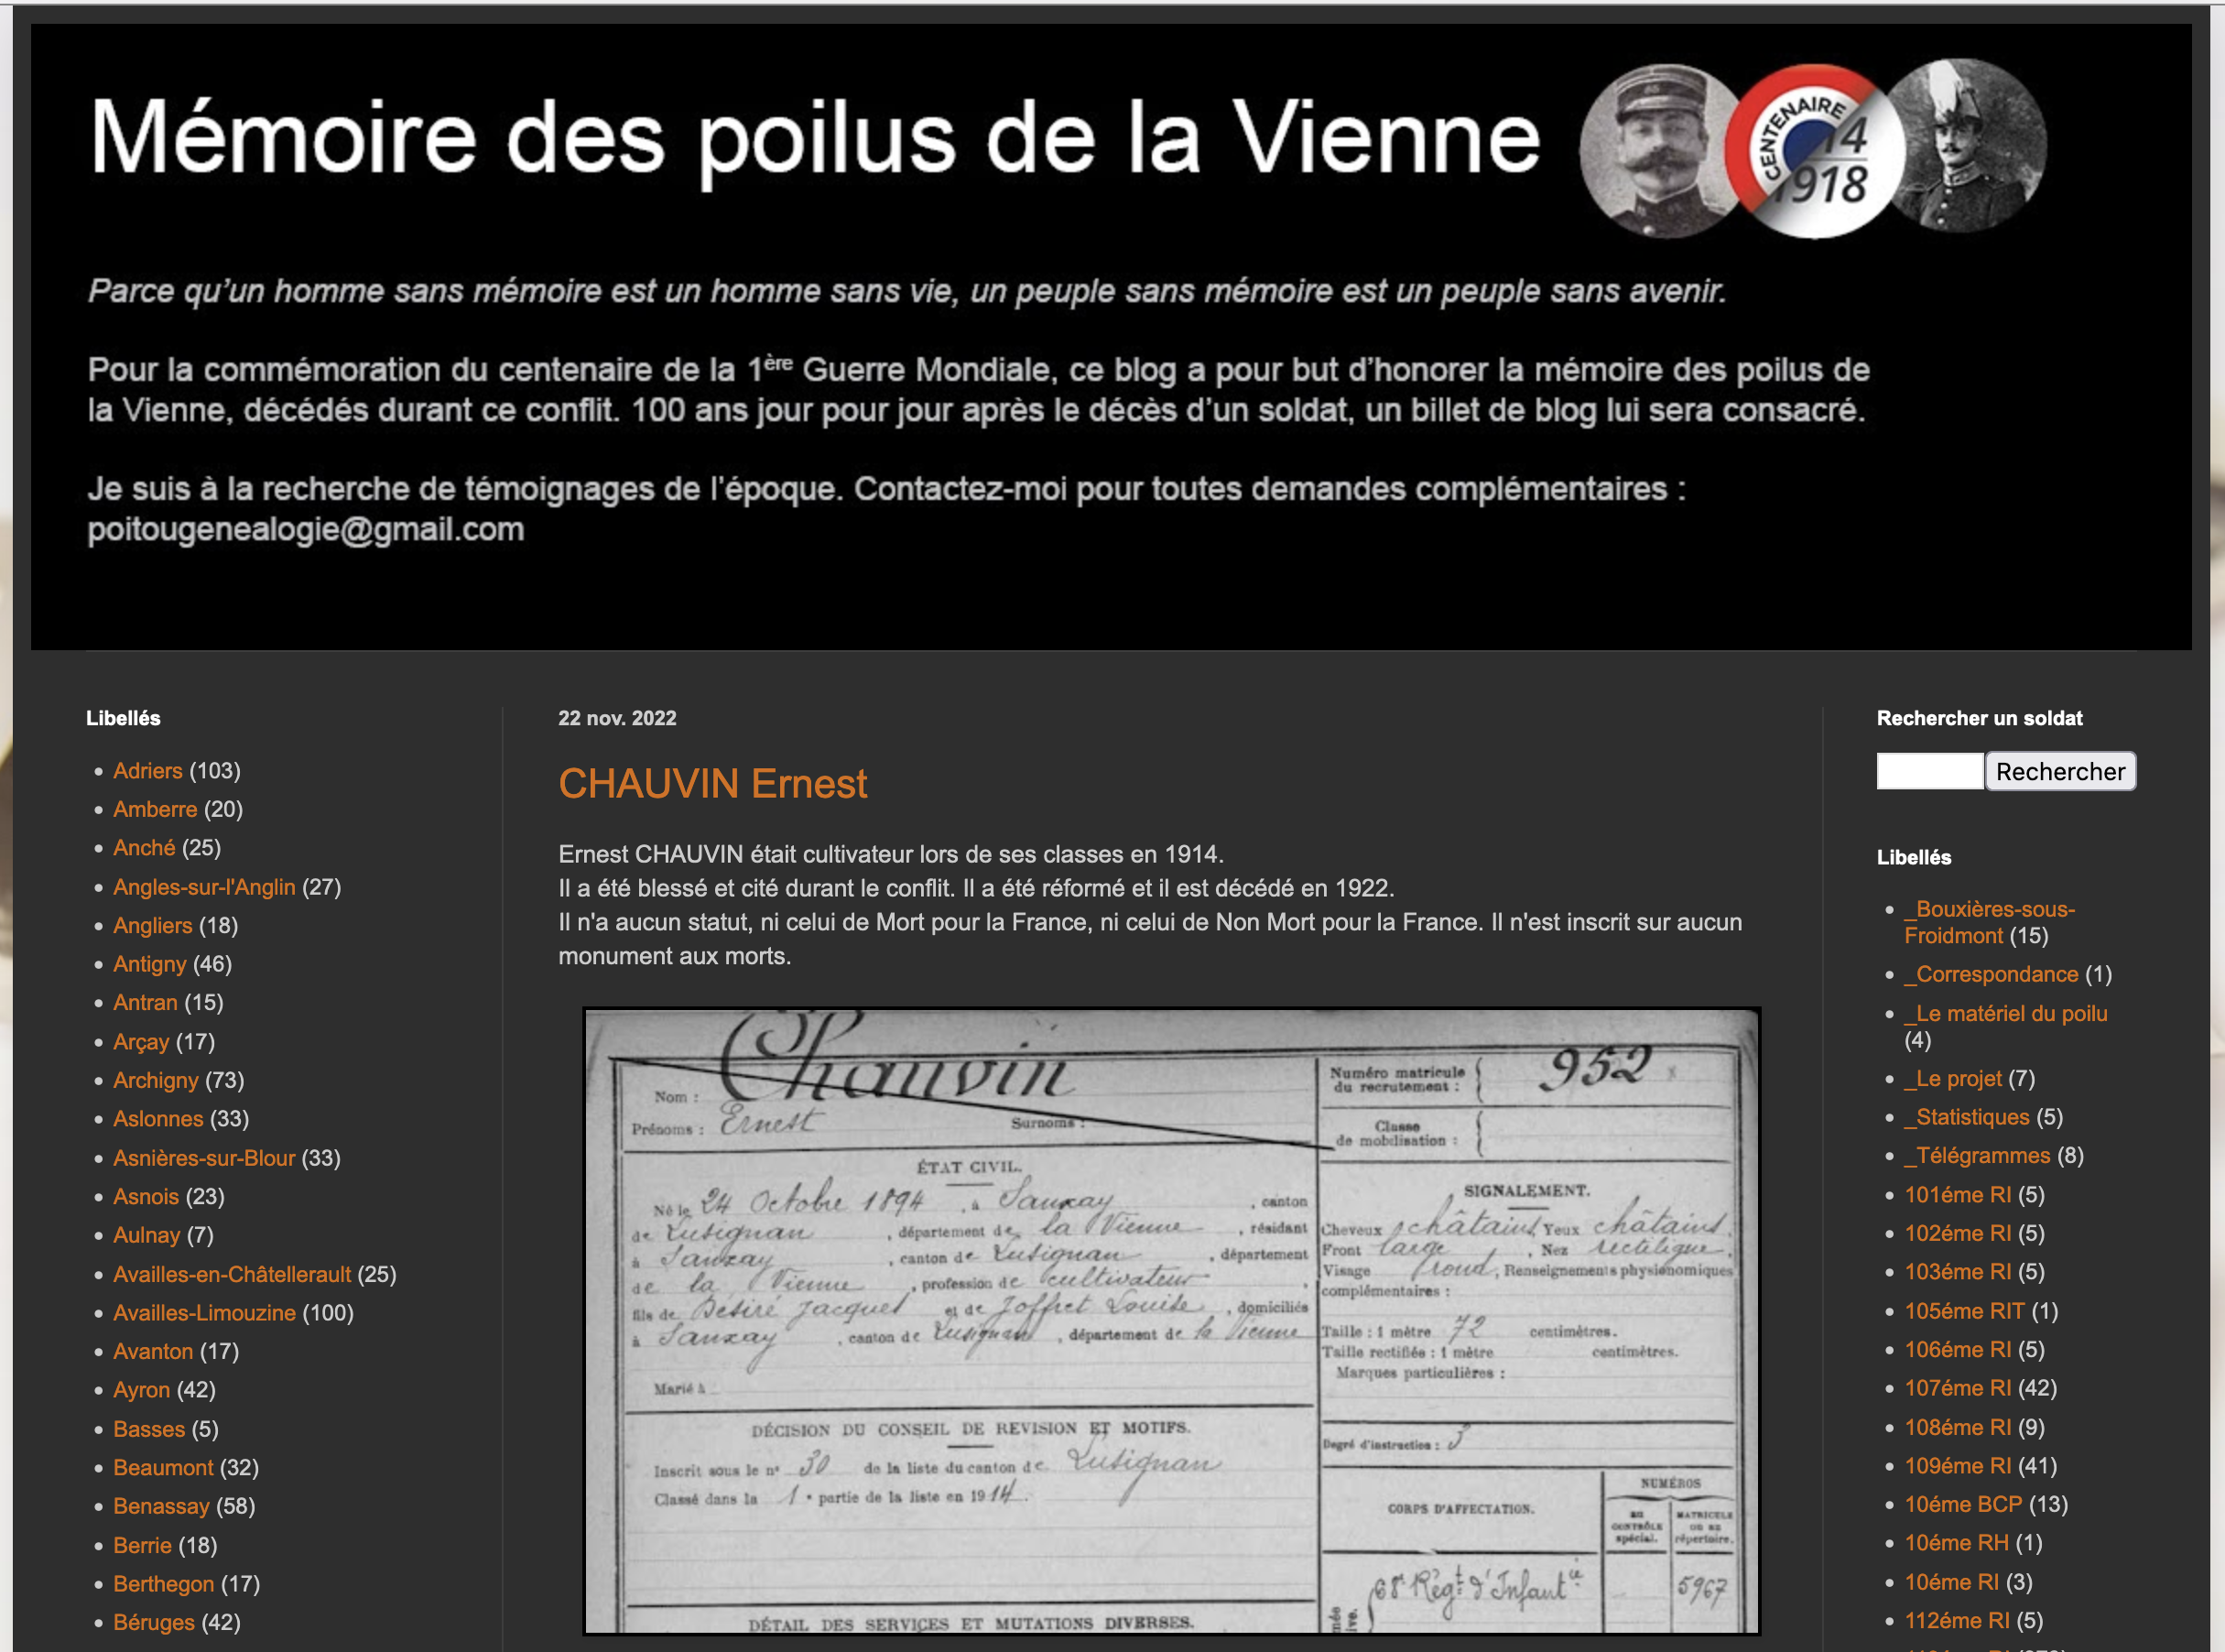 Mémoire des poilus de la Vienne
CENTENAIRE
14
1918
Parce qu’un homme sans mémoire est un homme sans vie, un peuple sans mémoire est un peuple sans avenir.
Pour la commémoration du centenaire de la 1ère Guerre Mondiale, ce blog a pour but d’honorer la mémoire des poilus de
la Vienne, décédés durant ce conflit. 100 ans jour pour jour après le décès d’un soldat, un billet de blog lui sera consacré.
Je suis à la recherche de témoignages de l’époque. Contactez-moi pour toutes demandes complémentaires :
poitougenealogie@gmail.com
Libellés
Adriers (103)
Amberre (20)
Anché (25)
Angles-sur-l'Anglin (27)
Angliers (18)
Antigny (46)
Antran (15)
Arçay (17)
Archigny (73)
Aslonnes (33)
Asnières-sur-Blour (33)
Asnois (23)
Aulnay (7)
Availles-en-Châtellerault (25)
Availles-Limouzine (100)
Avanton (17)
Ayron (42)
Basses (5)
Beaumont (32)
Benassay (58)
Berrie (18)
Berthegon (17)
Béruges (42)
22 nov. 2022
CHAUVIN Ernest
Ernest CHAUVIN était cultivateur lors de ses classes en 1914.
Il a été blessé et cité durant le conflit. Il a été réformé et il est décédé en 1922.
Il n'a aucun statut, ni celui de Mort pour la France, ni celui de Non Mort pour la France. Il n'est inscrit sur aucun
monument aux morts.
Nom : Chauvin
Prénoms : Ernest Surnoms :
ÉTAT CIVIL.
Né le 24 Octobre 1894, à Sanxay, canton
de Lusignan, département de la Vienne, résidant
à Sanxay, canton de Lusignan, département
de la Vienne, profession de cultivateur,
fils de Désiré Jacques et de Joffret Louise, domiciliés
à Sanxay, canton de Lusignan, département de la Vienne
Marié à
DÉCISION DU CONSEIL DE REVISION ET MOTIFS.
Inscrit sous le n° 30 de la liste du canton de Lusignan
Classé dans la 1e partie de la liste en 1914.
DÉTAIL DES SERVICES ET MUTATIONS DIVERSES.
Numéro matricule
du recrutement : 952
Classe
de mobilisation :
SIGNALEMENT.
Cheveux châtains, Yeux châtains,
Front large, Nez rectiligne,
Visage rond, Renseignements physionomiques
complémentaires :
Taille : 1 mètre 72 centimètres.
Taille rectifiée : 1 mètre centimètres.
Marques particulières :
Degré d'instruction : 3
CORPS D'AFFECTATION.
NUMÉROS
au
CONTRÔLE
spécial.
MATRICULE
ou au
répertoire.
68e Régt d'Infantie
5967
Rechercher un soldat
Rechercher
Libellés
_Bouxières-sous-
Froidmont (15)
_Correspondance (1)
_Le matériel du poilu
(4)
_Le projet (7)
_Statistiques (5)
_Télégrammes (8)
101éme RI (5)
102éme RI (5)
103éme RI (5)
105éme RIT (1)
106éme RI (5)
107éme RI (42)
108éme RI (9)
109éme RI (41)
10éme BCP (13)
10éme RH (1)
10éme RI (3)
112éme RI (5)